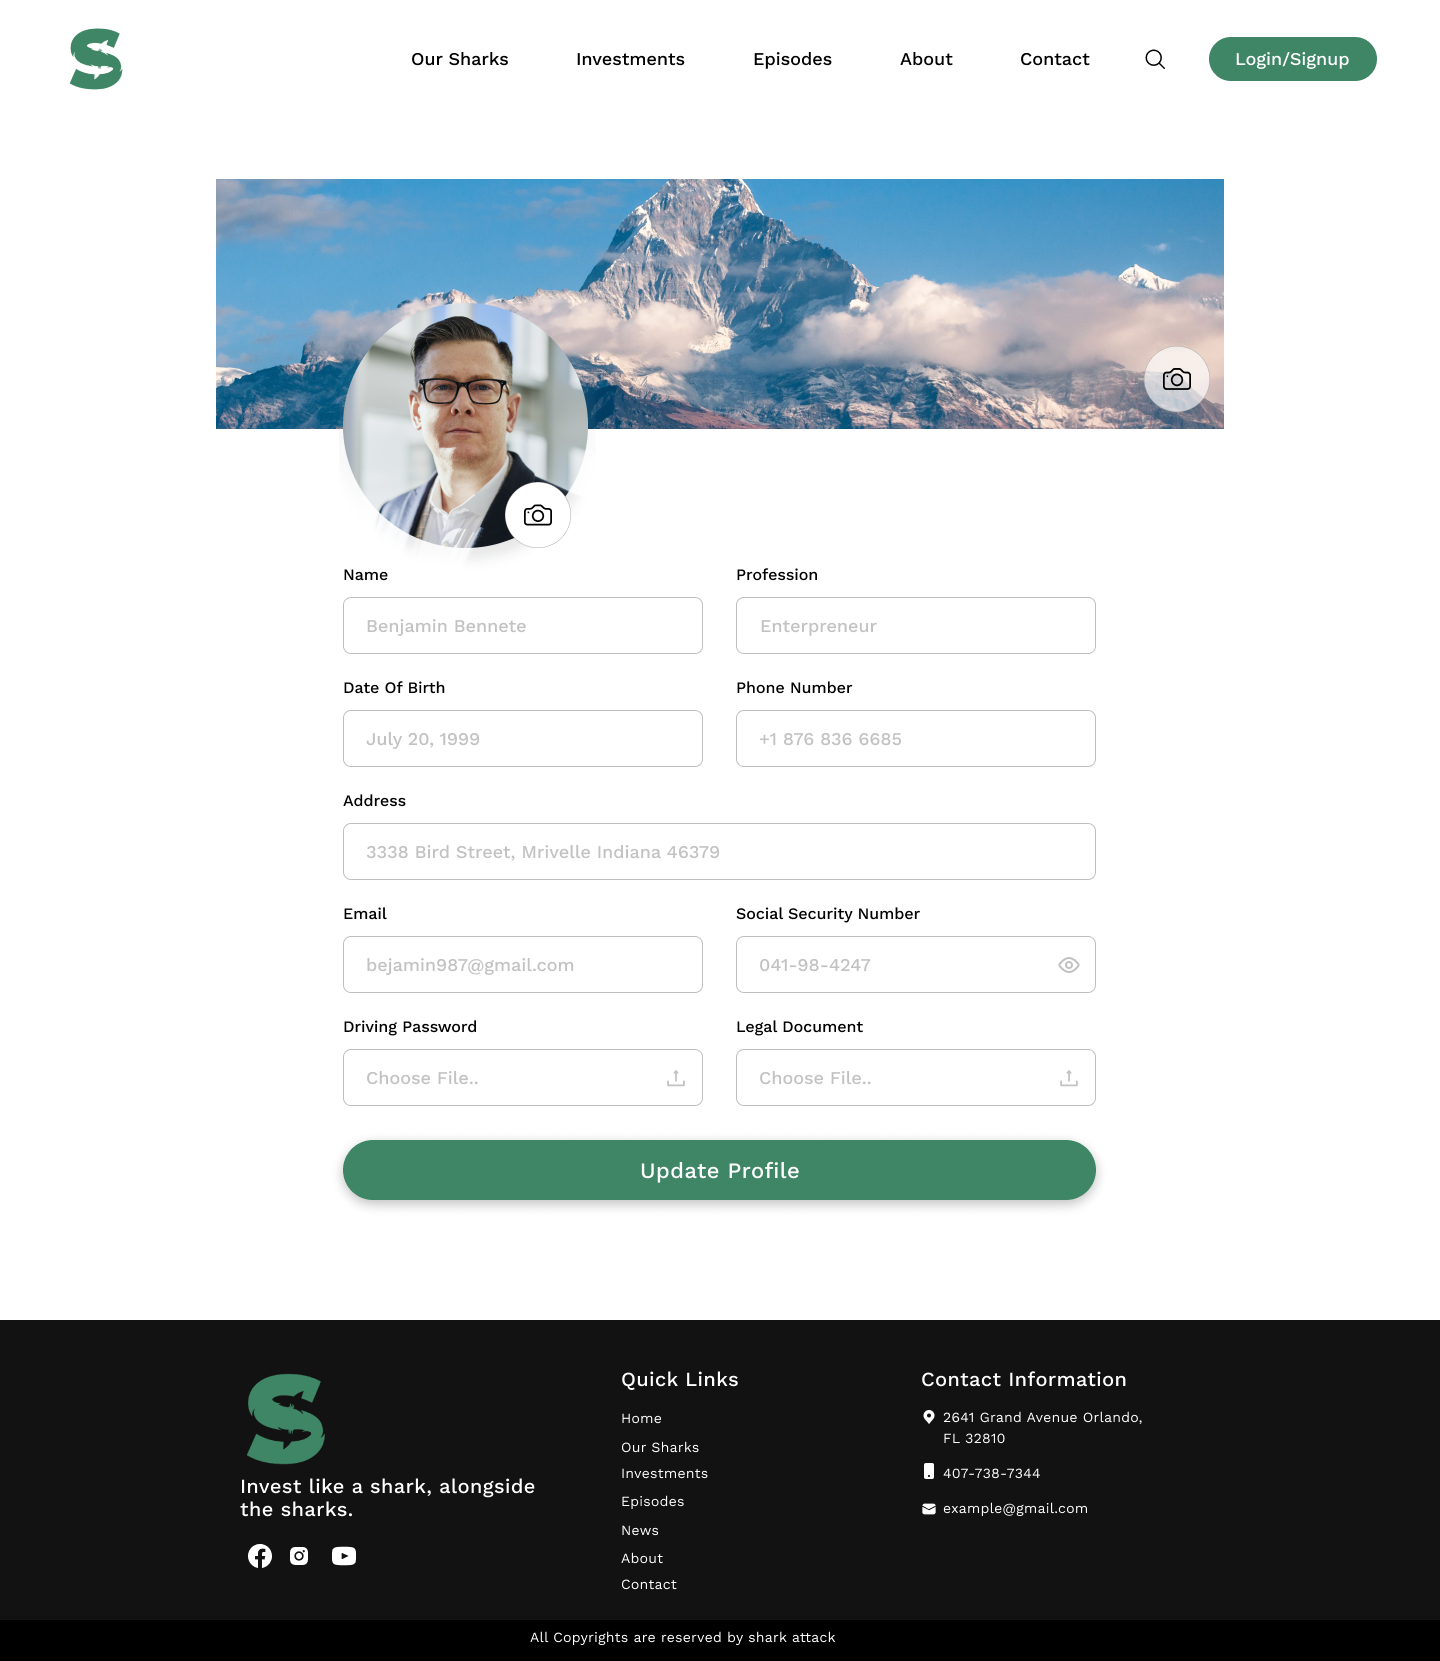 Our Sharks Investments Episodes About Contact Login/Signup
Name Profession
Benjamin Bennete Enterpreneur
Date Of Birth Phone Number
July 20, 1999 +1 876 836 6685
Address
3338 Bird Street, Mrivelle Indiana 46379
Email Social Security Number
bejamin987@gmail.com 041-98-4247
Driving Password Legal Document
Choose File.. Choose File..
Update Profile
Invest like a shark, alongside
the sharks.
Quick Links
Home
Our Sharks
Investments
Episodes
News
About
Contact
Contact Information
2641 Grand Avenue Orlando,
FL 32810
407-738-7344
example@gmail.com
All Copyrights are reserved by shark attack